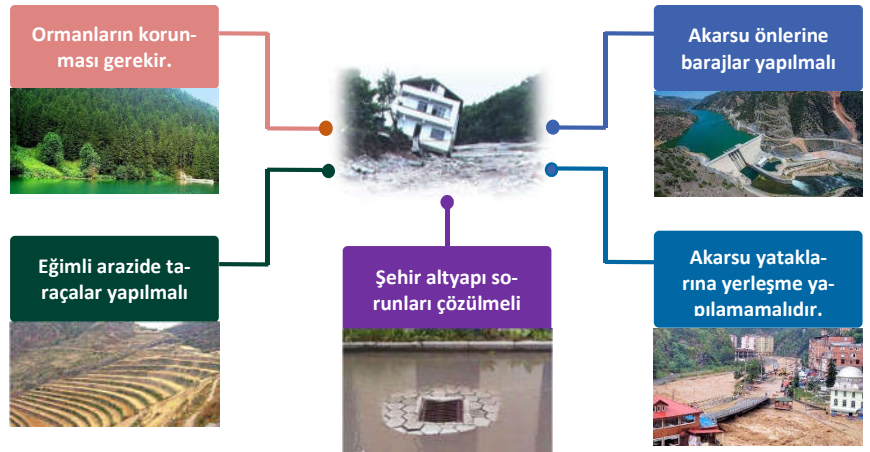 Ormanların korun-
ması gerekir.
Akarsu önlerine
barajlar yapılmalı
Eğimli arazide ta-
raçalar yapılmalı
Şehir altyapı so-
runları çözülmeli
Akarsu yatakla-
rına yerleşme ya-
pılamamalıdır.